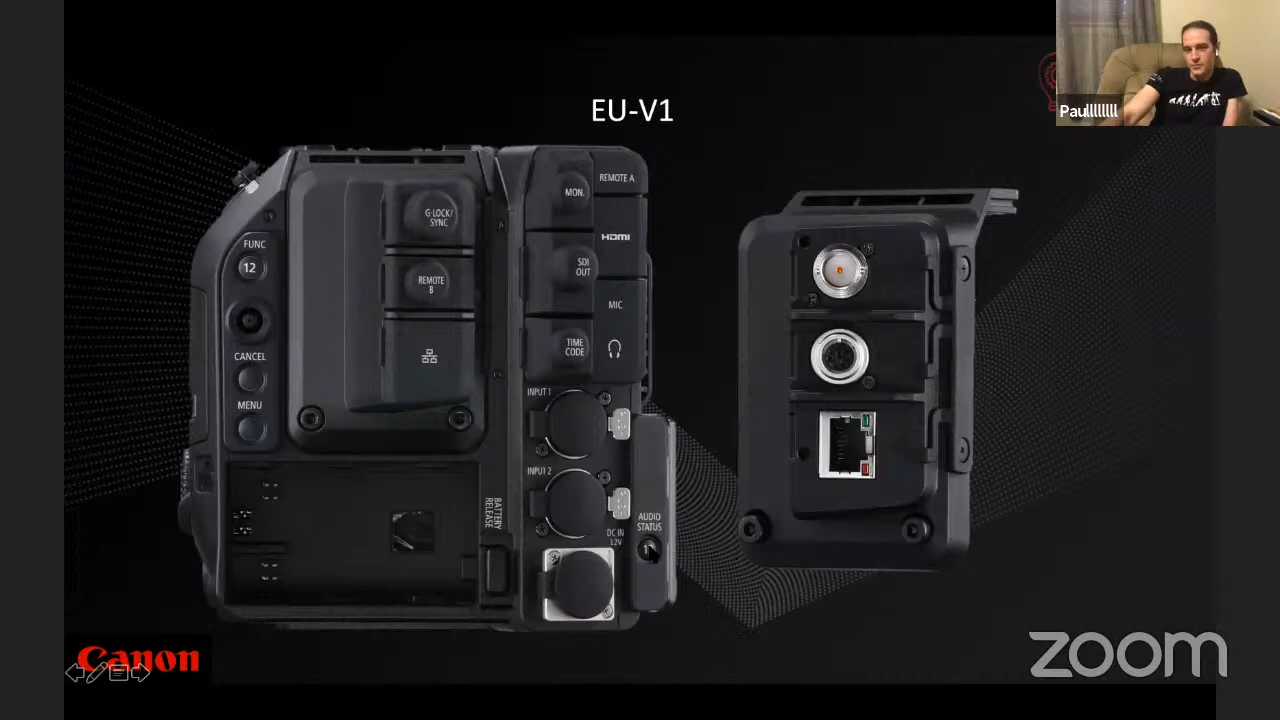 EU-V1
Paulllllllll
REMOTE A
MON.
G-LOCK/
SYNC
HDMI
FUNC
12
SDI
OUT
REMOTE
B
MIC
TIME
CODE
CANCEL
MENU
INPUT 1
INPUT 2
BATTERY
RELEASE
AUDIO
STATUS
DC IN
12V
Canon
zoom